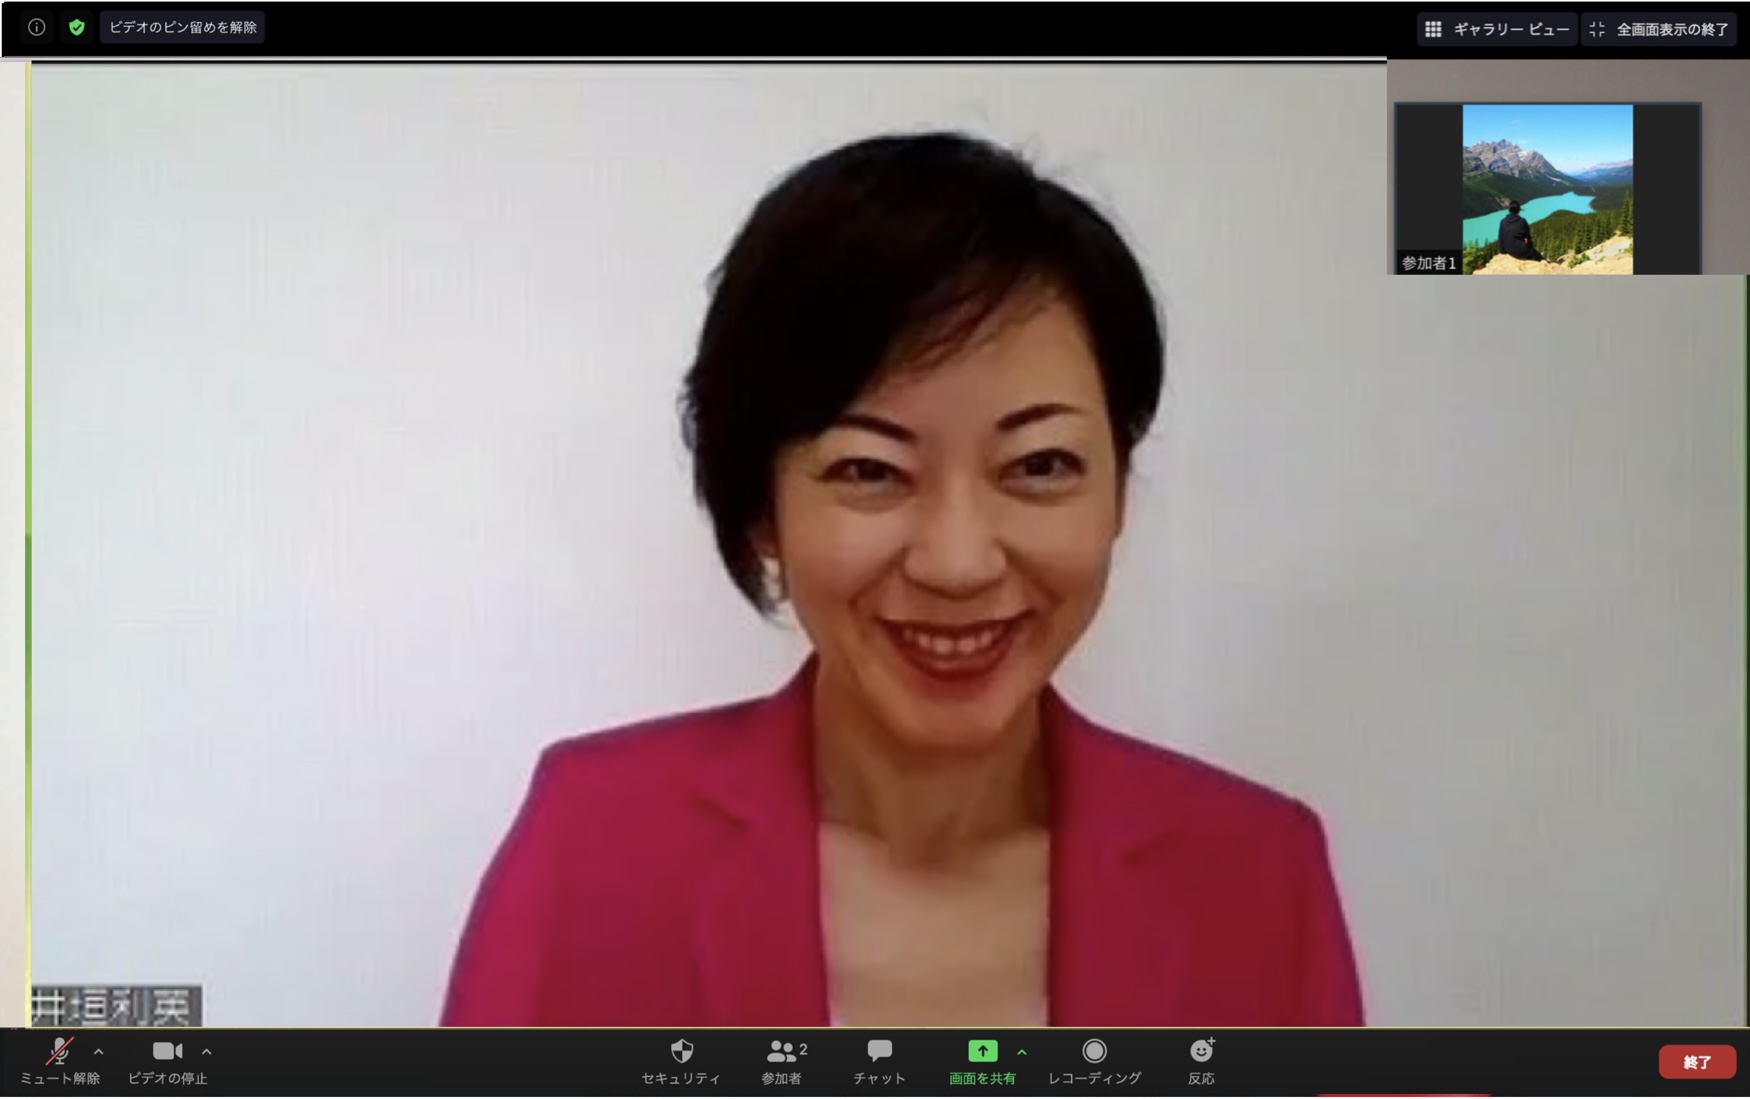 ビデオのピン留めを解除
ギャラリー ビュー
全画面表示の終了
参加者1
井垣利英
ミュート解除
ビデオの停止
セキュリティ
2
参加者
チャット
画面を共有
レコーディング
反応
終了